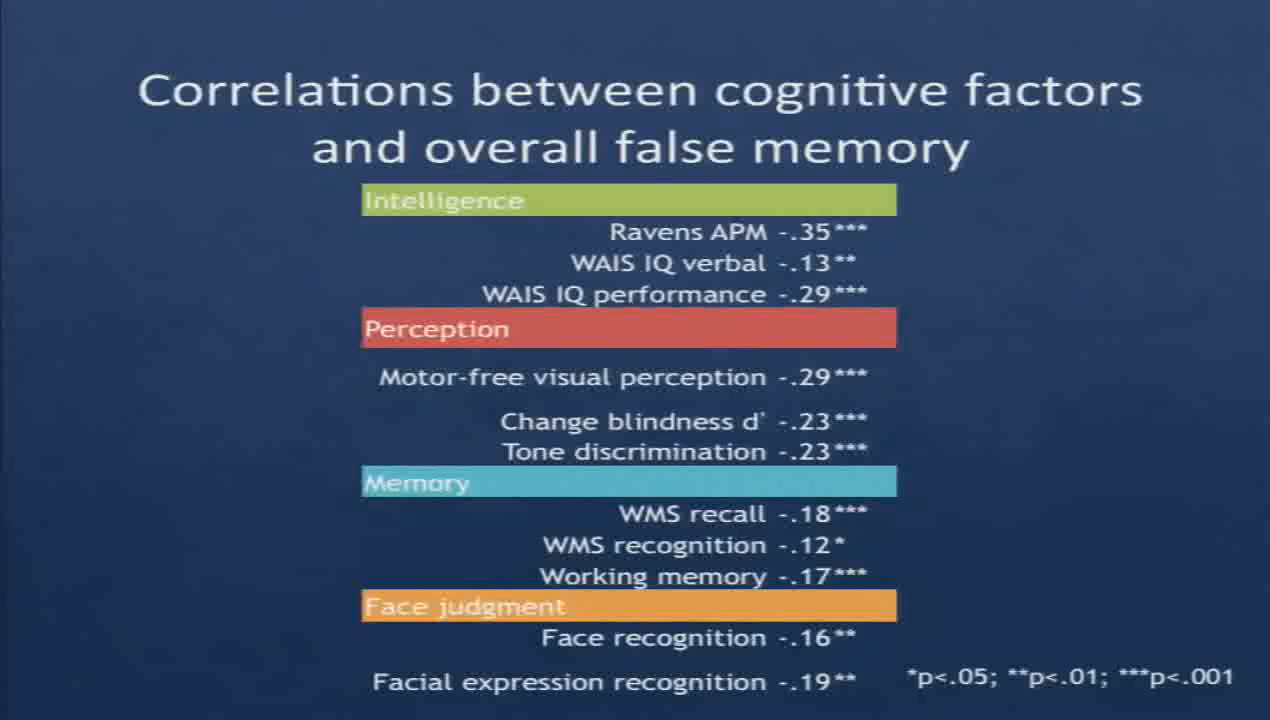 Correlations between cognitive factors
and overall false memory
Intelligence
Ravens APM -.35***
WAIS IQ verbal -.13**
WAIS IQ performance -.29***
Perception
Motor-free visual perception -.29***
Change blindness d' -.23***
Tone discrimination -.23***
Memory
WMS recall -.18***
WMS recognition -.12*
Working memory -.17***
Face judgment
Face recognition -.16**
Facial expression recognition -.19**
*p<.05; **p<.01; ***p<.001